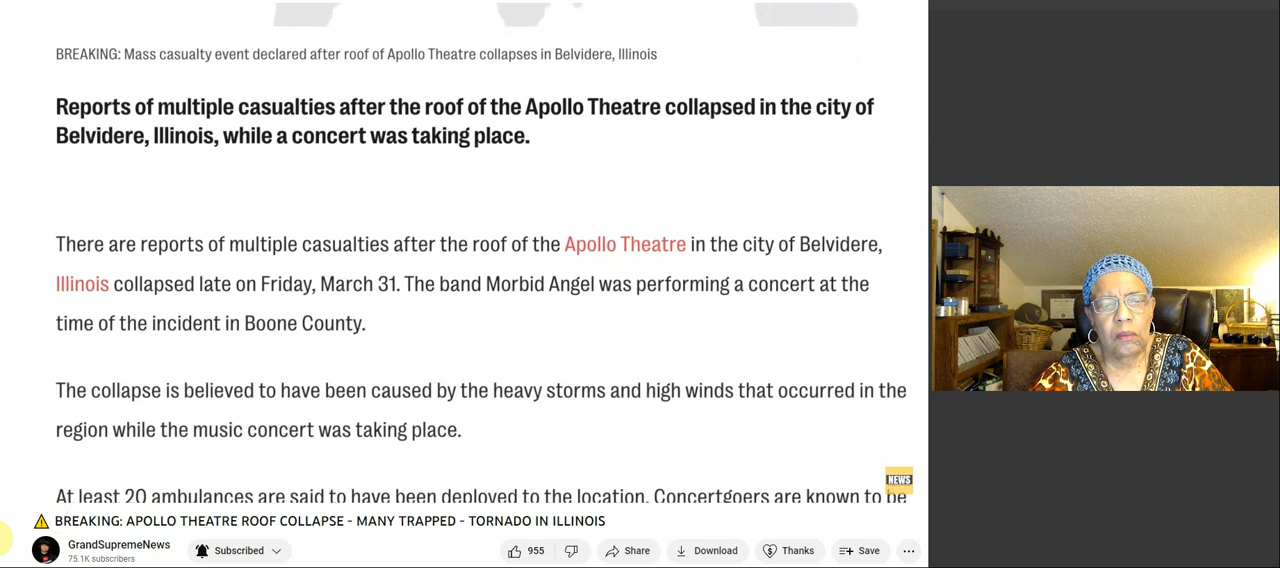 BREAKING: Mass casualty event declared after roof of Apollo Theatre collapses in Belvidere, Illinois
Reports of multiple casualties after the roof of the Apollo Theatre collapsed in the city of
Belvidere, Illinois, while a concert was taking place.
There are reports of multiple casualties after the roof of the Apollo Theatre in the city of Belvidere,
Illinois collapsed late on Friday, March 31. The band Morbid Angel was performing a concert at the
time of the incident in Boone County.
The collapse is believed to have been caused by the heavy storms and high winds that occurred in the
region while the music concert was taking place.
At least 20 ambulances are said to have been deployed to the location. Concertgoers are known to be
NEWS
BREAKING: APOLLO THEATRE ROOF COLLAPSE - MANY TRAPPED - TORNADO IN ILLINOIS
GrandSupremeNews
75.1K subscribers
Subscribed
955
Share
Download
Thanks
Save